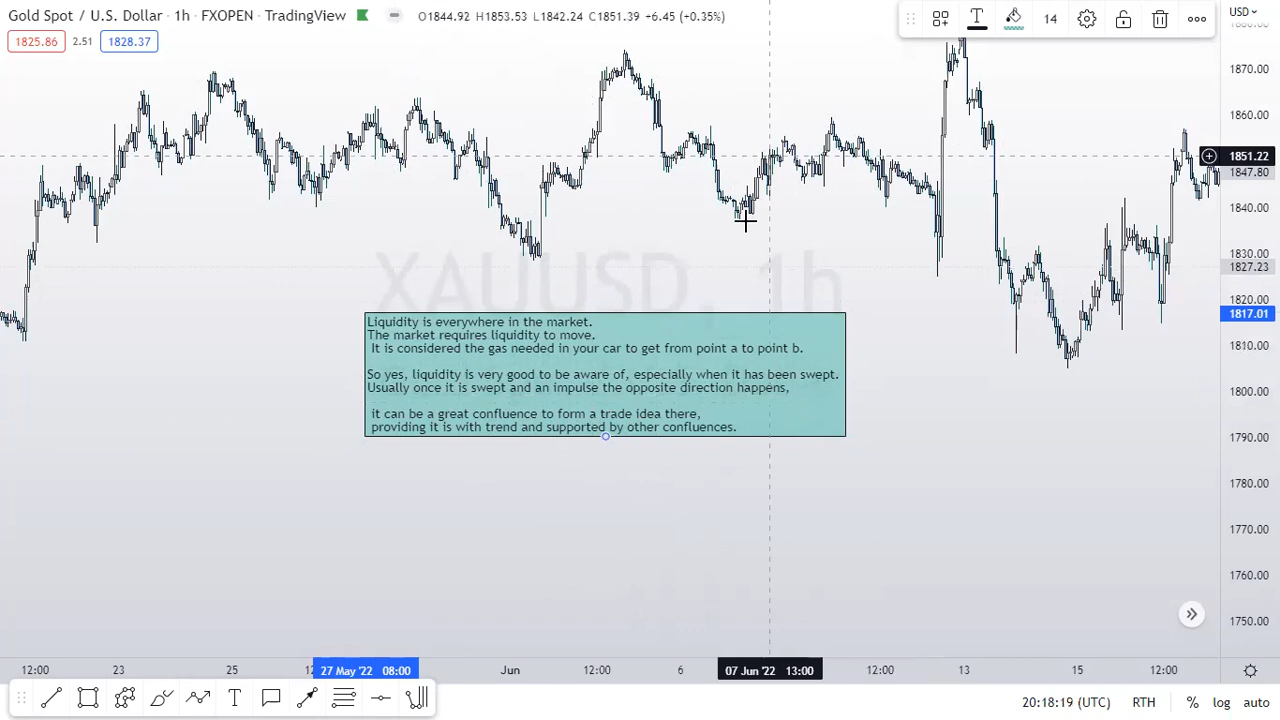 Gold Spot / U.S. Dollar · 1h · FXOPEN · TradingView O1844.92 H1853.53 L1842.24 C1851.39 +6.45 (+0.35%)
1825.86 2.51 1828.37
14
USD
1870.00
1860.00
1851.22
1847.80
1840.00
1830.00
1827.23
1820.00
1817.01
1810.00
1800.00
1790.00
1780.00
1770.00
1760.00
1750.00
XAUUSD, 1h
Liquidity is everywhere in the market.
The market requires liquidity to move.
It is considered the gas needed in your car to get from point a to point b.
So yes, liquidity is very good to be aware of, especially when it has been swept.
Usually once it is swept and an impulse the opposite direction happens,
it can be a great confluence to form a trade idea there,
providing it is with trend and supported by other confluences.
12:00 23 25 27 May '22 08:00 Jun 12:00 6 07 Jun '22 13:00 12:00 13 15 12:00
T 20:18:19 (UTC) RTH % log auto